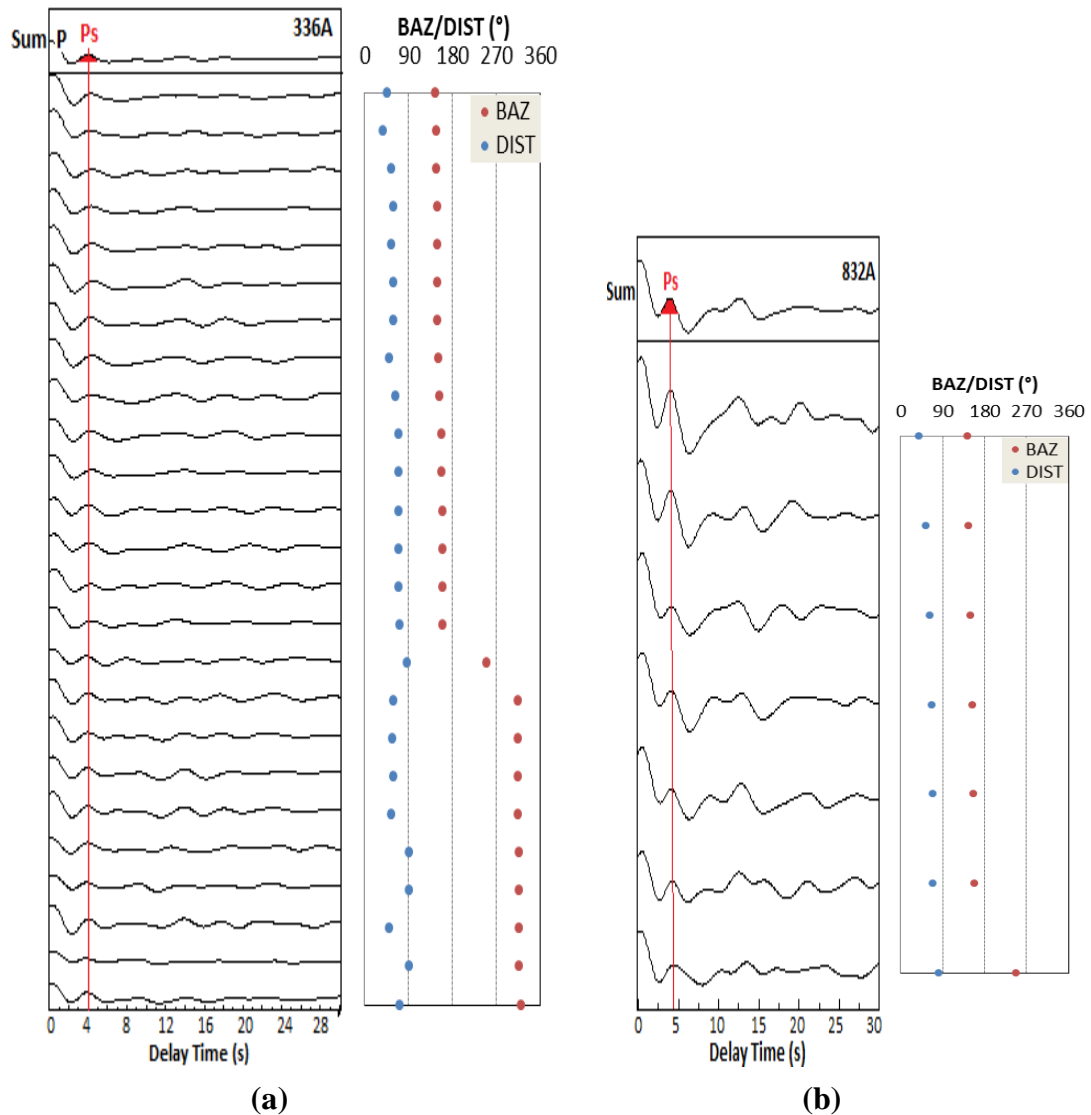 336A
Sum P Ps
BAZ/DIST (°)
0 90 180 270 360
BAZ
DIST
0 4 8 12 16 20 24 28
Delay Time (s)
(a)
832A
Ps
Sum
BAZ/DIST (°)
0 90 180 270 360
BAZ
DIST
0 5 10 15 20 25 30
Delay Time (s)
(b)